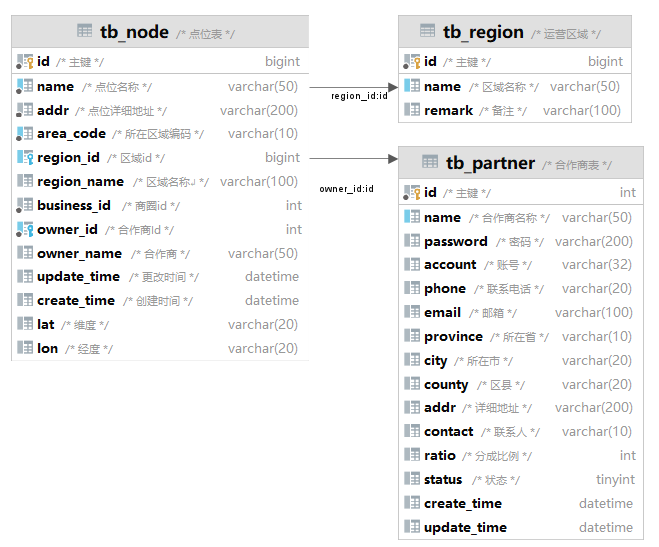 tb_node /* 点位表 */
id /* 主键 */ bigint
name /* 点位名称 */ varchar(50)
addr /* 点位详细地址 */ varchar(200)
area_code /* 所在区域编码 */ varchar(10)
region_id /* 区域id */ bigint
region_name /* 区域名称↲ */ varchar(100)
business_id /* 商圈id */ int
owner_id /* 合作商id */ int
owner_name /* 合作商 */ varchar(50)
update_time /* 更改时间 */ datetime
create_time /* 创建时间 */ datetime
lat /* 维度 */ varchar(20)
lon /* 经度 */ varchar(20)
region_id:id
owner_id:id
tb_region /* 运营区域 */
id /* 主键 */ bigint
name /* 区域名称 */ varchar(50)
remark /* 备注 */ varchar(100)
tb_partner /* 合作商表 */
id /* 主键 */ int
name /* 合作商名称 */ varchar(50)
password /* 密码 */ varchar(200)
account /* 账号 */ varchar(32)
phone /* 联系电话 */ varchar(20)
email /* 邮箱 */ varchar(100)
province /* 所在省 */ varchar(10)
city /* 所在市 */ varchar(20)
county /* 区县 */ varchar(20)
addr /* 详细地址 */ varchar(200)
contact /* 联系人 */ varchar(10)
ratio /* 分成比例 */ int
status /* 状态 */ tinyint
create_time datetime
update_time datetime